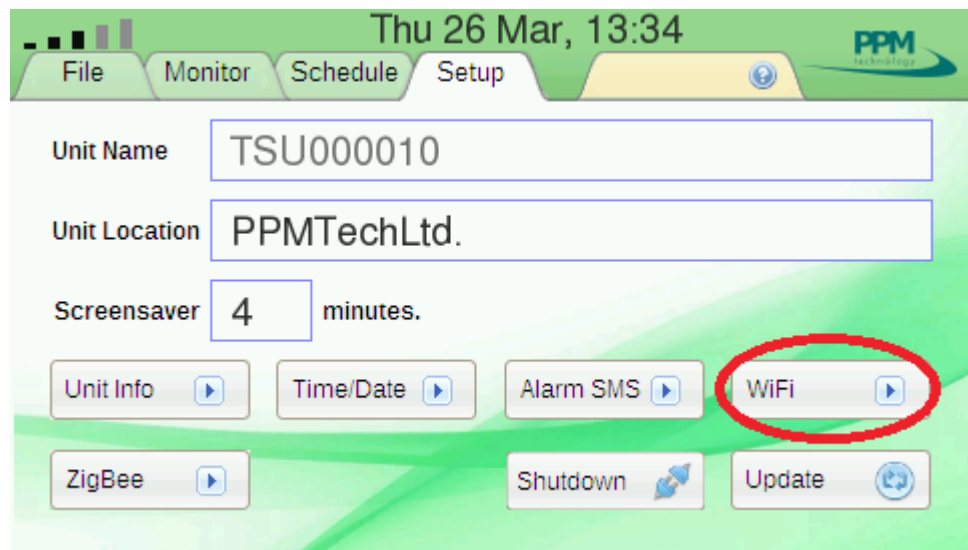 Thu 26 Mar, 13:34
PPM
technology
File Monitor Schedule Setup
Unit Name TSU000010
Unit Location PPMTechLtd.
Screensaver 4 minutes.
Unit Info Time/Date Alarm SMS WiFi
ZigBee Shutdown Update